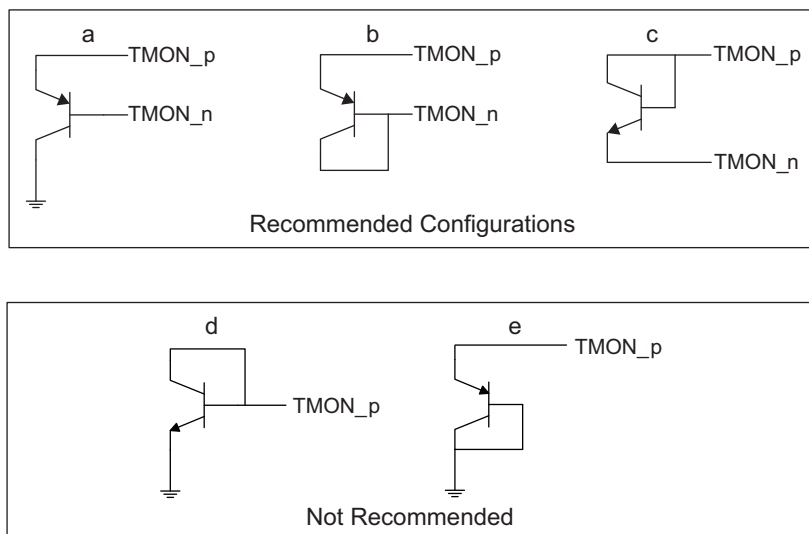 a
b
c
TMON_p
TMON_p
TMON_p
TMON_n
TMON_n
TMON_n
Recommended Configurations
d
e
TMON_p
TMON_p
Not Recommended